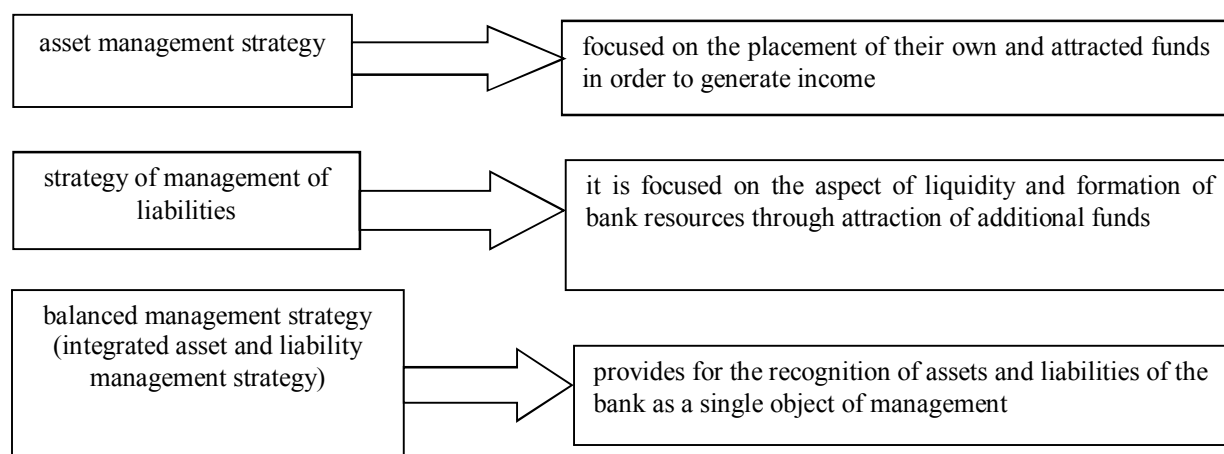 asset management strategy
focused on the placement of their own and attracted funds
in order to generate income
strategy of management of
liabilities
it is focused on the aspect of liquidity and formation of
bank resources through attraction of additional funds
balanced management strategy
(integrated asset and liability
management strategy)
provides for the recognition of assets and liabilities of the
bank as a single object of management